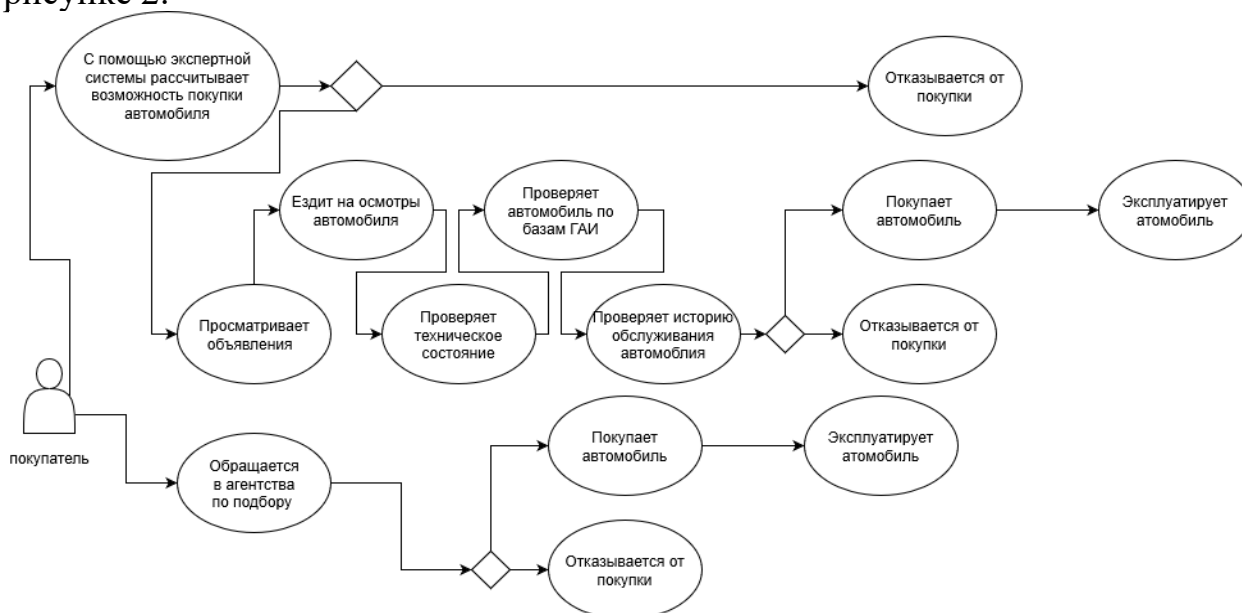 рисунке 2.
С помощью экспертной
системы рассчитывает
возможность покупки
автомобиля
Отказывается от
покупки
Ездит на осмотры
автомобиля
Проверяет
автомобиль по
базам ГАИ
Покупает
автомобиль
Эксплуатирует
атомобиль
Просматривает
объявления
Проверяет
техническое
состояние
Проверяет историю
обслуживания
автомоблия
Отказывается от
покупки
покупатель
Обращается
в агентства
по подбору
Покупает
автомобиль
Эксплуатирует
атомобиль
Отказывается от
покупки